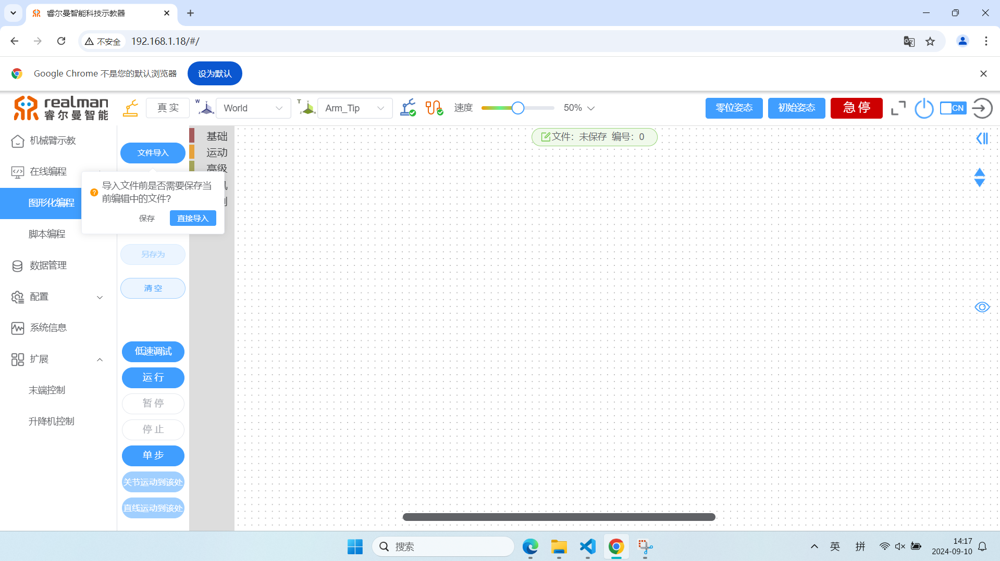 睿尔曼智能科技示教器
不安全
192.168.1.18/#/
Google Chrome 不是您的默认浏览器
设为默认
realman
睿尔曼智能
真 实
W
Y
Z
X
World
T
Y
Z
X
Arm_Tip
速度
50%
零位姿态
初始姿态
急 停
CN
机械臂示教
在线编程
图形化编程
脚本编程
数据管理
配置
系统信息
扩展
末端控制
升降机控制
文件导入
导入文件前是否需要保存当
前编辑中的文件?
保存
直接导入
另存为
清 空
低速调试
运 行
暂 停
停 止
单 步
关节运动到该处
直线运动到该处
基础
运动
高级
文件：未保存 编号：0
搜索
英
拼
14:17
2024-09-10